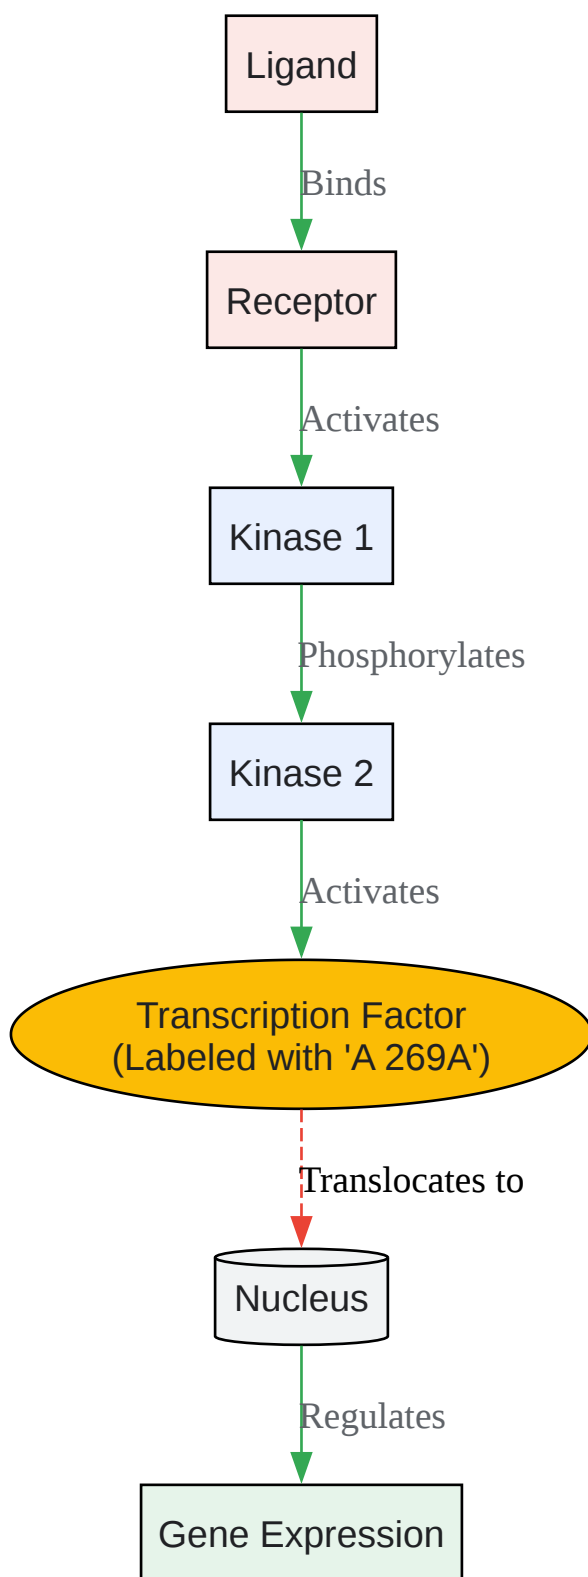 Ligand
Binds
Receptor
Activates
Kinase 1
Phosphorylates
Kinase 2
Activates
Transcription Factor
(Labeled with 'A 269A')
Translocates to
Nucleus
Regulates
Gene Expression